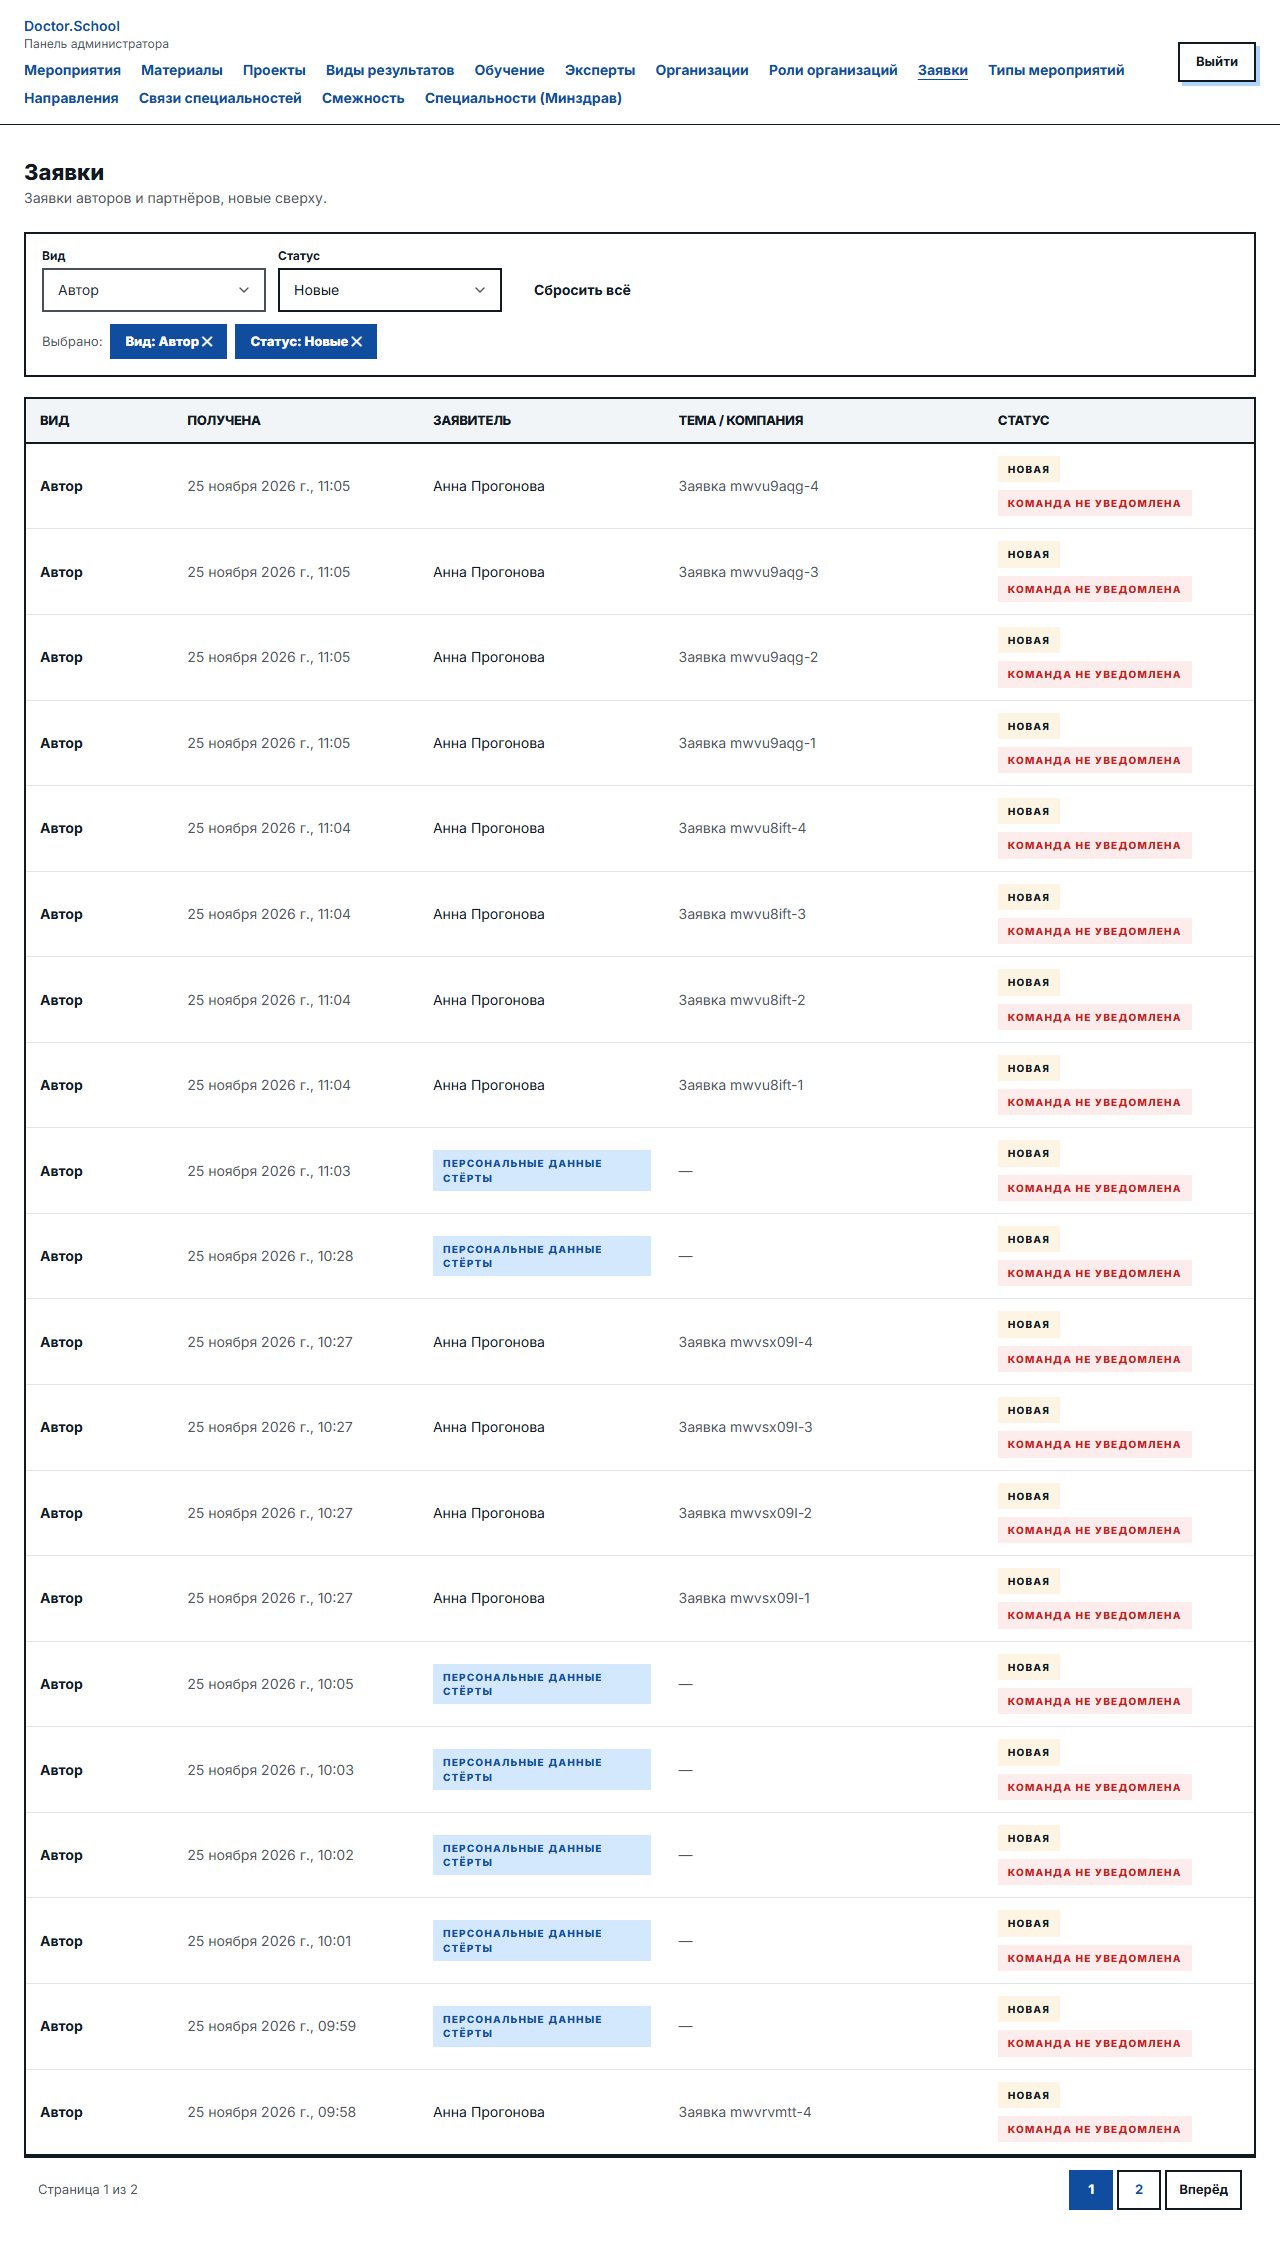 Doctor.School
Панель администратора
Мероприятия Материалы Проекты Виды результатов Обучение Эксперты Организации Роли организаций Заявки Типы мероприятий
Направления Связи специальностей Смежность Специальности (Минздрав)
Выйти
Заявки
Заявки авторов и партнёров, новые сверху.
Вид Статус
Автор Новые Сбросить всё
Выбрано: Вид: Автор Статус: Новые
ВИД ПОЛУЧЕНА ЗАЯВИТЕЛЬ ТЕМА / КОМПАНИЯ СТАТУС
Автор 25 ноября 2026 г., 11:05 Анна Прогонова Заявка mwvu9aqg-4 НОВАЯ
КОМАНДА НЕ УВЕДОМЛЕНА
Автор 25 ноября 2026 г., 11:05 Анна Прогонова Заявка mwvu9aqg-3 НОВАЯ
КОМАНДА НЕ УВЕДОМЛЕНА
Автор 25 ноября 2026 г., 11:05 Анна Прогонова Заявка mwvu9aqg-2 НОВАЯ
КОМАНДА НЕ УВЕДОМЛЕНА
Автор 25 ноября 2026 г., 11:05 Анна Прогонова Заявка mwvu9aqg-1 НОВАЯ
КОМАНДА НЕ УВЕДОМЛЕНА
Автор 25 ноября 2026 г., 11:04 Анна Прогонова Заявка mwvu8ift-4 НОВАЯ
КОМАНДА НЕ УВЕДОМЛЕНА
Автор 25 ноября 2026 г., 11:04 Анна Прогонова Заявка mwvu8ift-3 НОВАЯ
КОМАНДА НЕ УВЕДОМЛЕНА
Автор 25 ноября 2026 г., 11:04 Анна Прогонова Заявка mwvu8ift-2 НОВАЯ
КОМАНДА НЕ УВЕДОМЛЕНА
Автор 25 ноября 2026 г., 11:04 Анна Прогонова Заявка mwvu8ift-1 НОВАЯ
КОМАНДА НЕ УВЕДОМЛЕНА
Автор 25 ноября 2026 г., 11:03 ПЕРСОНАЛЬНЫЕ ДАННЫЕ — НОВАЯ
СТЁРТЫ КОМАНДА НЕ УВЕДОМЛЕНА
Автор 25 ноября 2026 г., 10:28 ПЕРСОНАЛЬНЫЕ ДАННЫЕ — НОВАЯ
СТЁРТЫ КОМАНДА НЕ УВЕДОМЛЕНА
Автор 25 ноября 2026 г., 10:27 Анна Прогонова Заявка mwvsx09l-4 НОВАЯ
КОМАНДА НЕ УВЕДОМЛЕНА
Автор 25 ноября 2026 г., 10:27 Анна Прогонова Заявка mwvsx09l-3 НОВАЯ
КОМАНДА НЕ УВЕДОМЛЕНА
Автор 25 ноября 2026 г., 10:27 Анна Прогонова Заявка mwvsx09l-2 НОВАЯ
КОМАНДА НЕ УВЕДОМЛЕНА
Автор 25 ноября 2026 г., 10:27 Анна Прогонова Заявка mwvsx09l-1 НОВАЯ
КОМАНДА НЕ УВЕДОМЛЕНА
Автор 25 ноября 2026 г., 10:05 ПЕРСОНАЛЬНЫЕ ДАННЫЕ — НОВАЯ
СТЁРТЫ КОМАНДА НЕ УВЕДОМЛЕНА
Автор 25 ноября 2026 г., 10:03 ПЕРСОНАЛЬНЫЕ ДАННЫЕ — НОВАЯ
СТЁРТЫ КОМАНДА НЕ УВЕДОМЛЕНА
Автор 25 ноября 2026 г., 10:02 ПЕРСОНАЛЬНЫЕ ДАННЫЕ — НОВАЯ
СТЁРТЫ КОМАНДА НЕ УВЕДОМЛЕНА
Автор 25 ноября 2026 г., 10:01 ПЕРСОНАЛЬНЫЕ ДАННЫЕ — НОВАЯ
СТЁРТЫ КОМАНДА НЕ УВЕДОМЛЕНА
Автор 25 ноября 2026 г., 09:59 ПЕРСОНАЛЬНЫЕ ДАННЫЕ — НОВАЯ
СТЁРТЫ КОМАНДА НЕ УВЕДОМЛЕНА
Автор 25 ноября 2026 г., 09:58 Анна Прогонова Заявка mwvrvmtt-4 НОВАЯ
КОМАНДА НЕ УВЕДОМЛЕНА
Страница 1 из 2 1 2 Вперёд